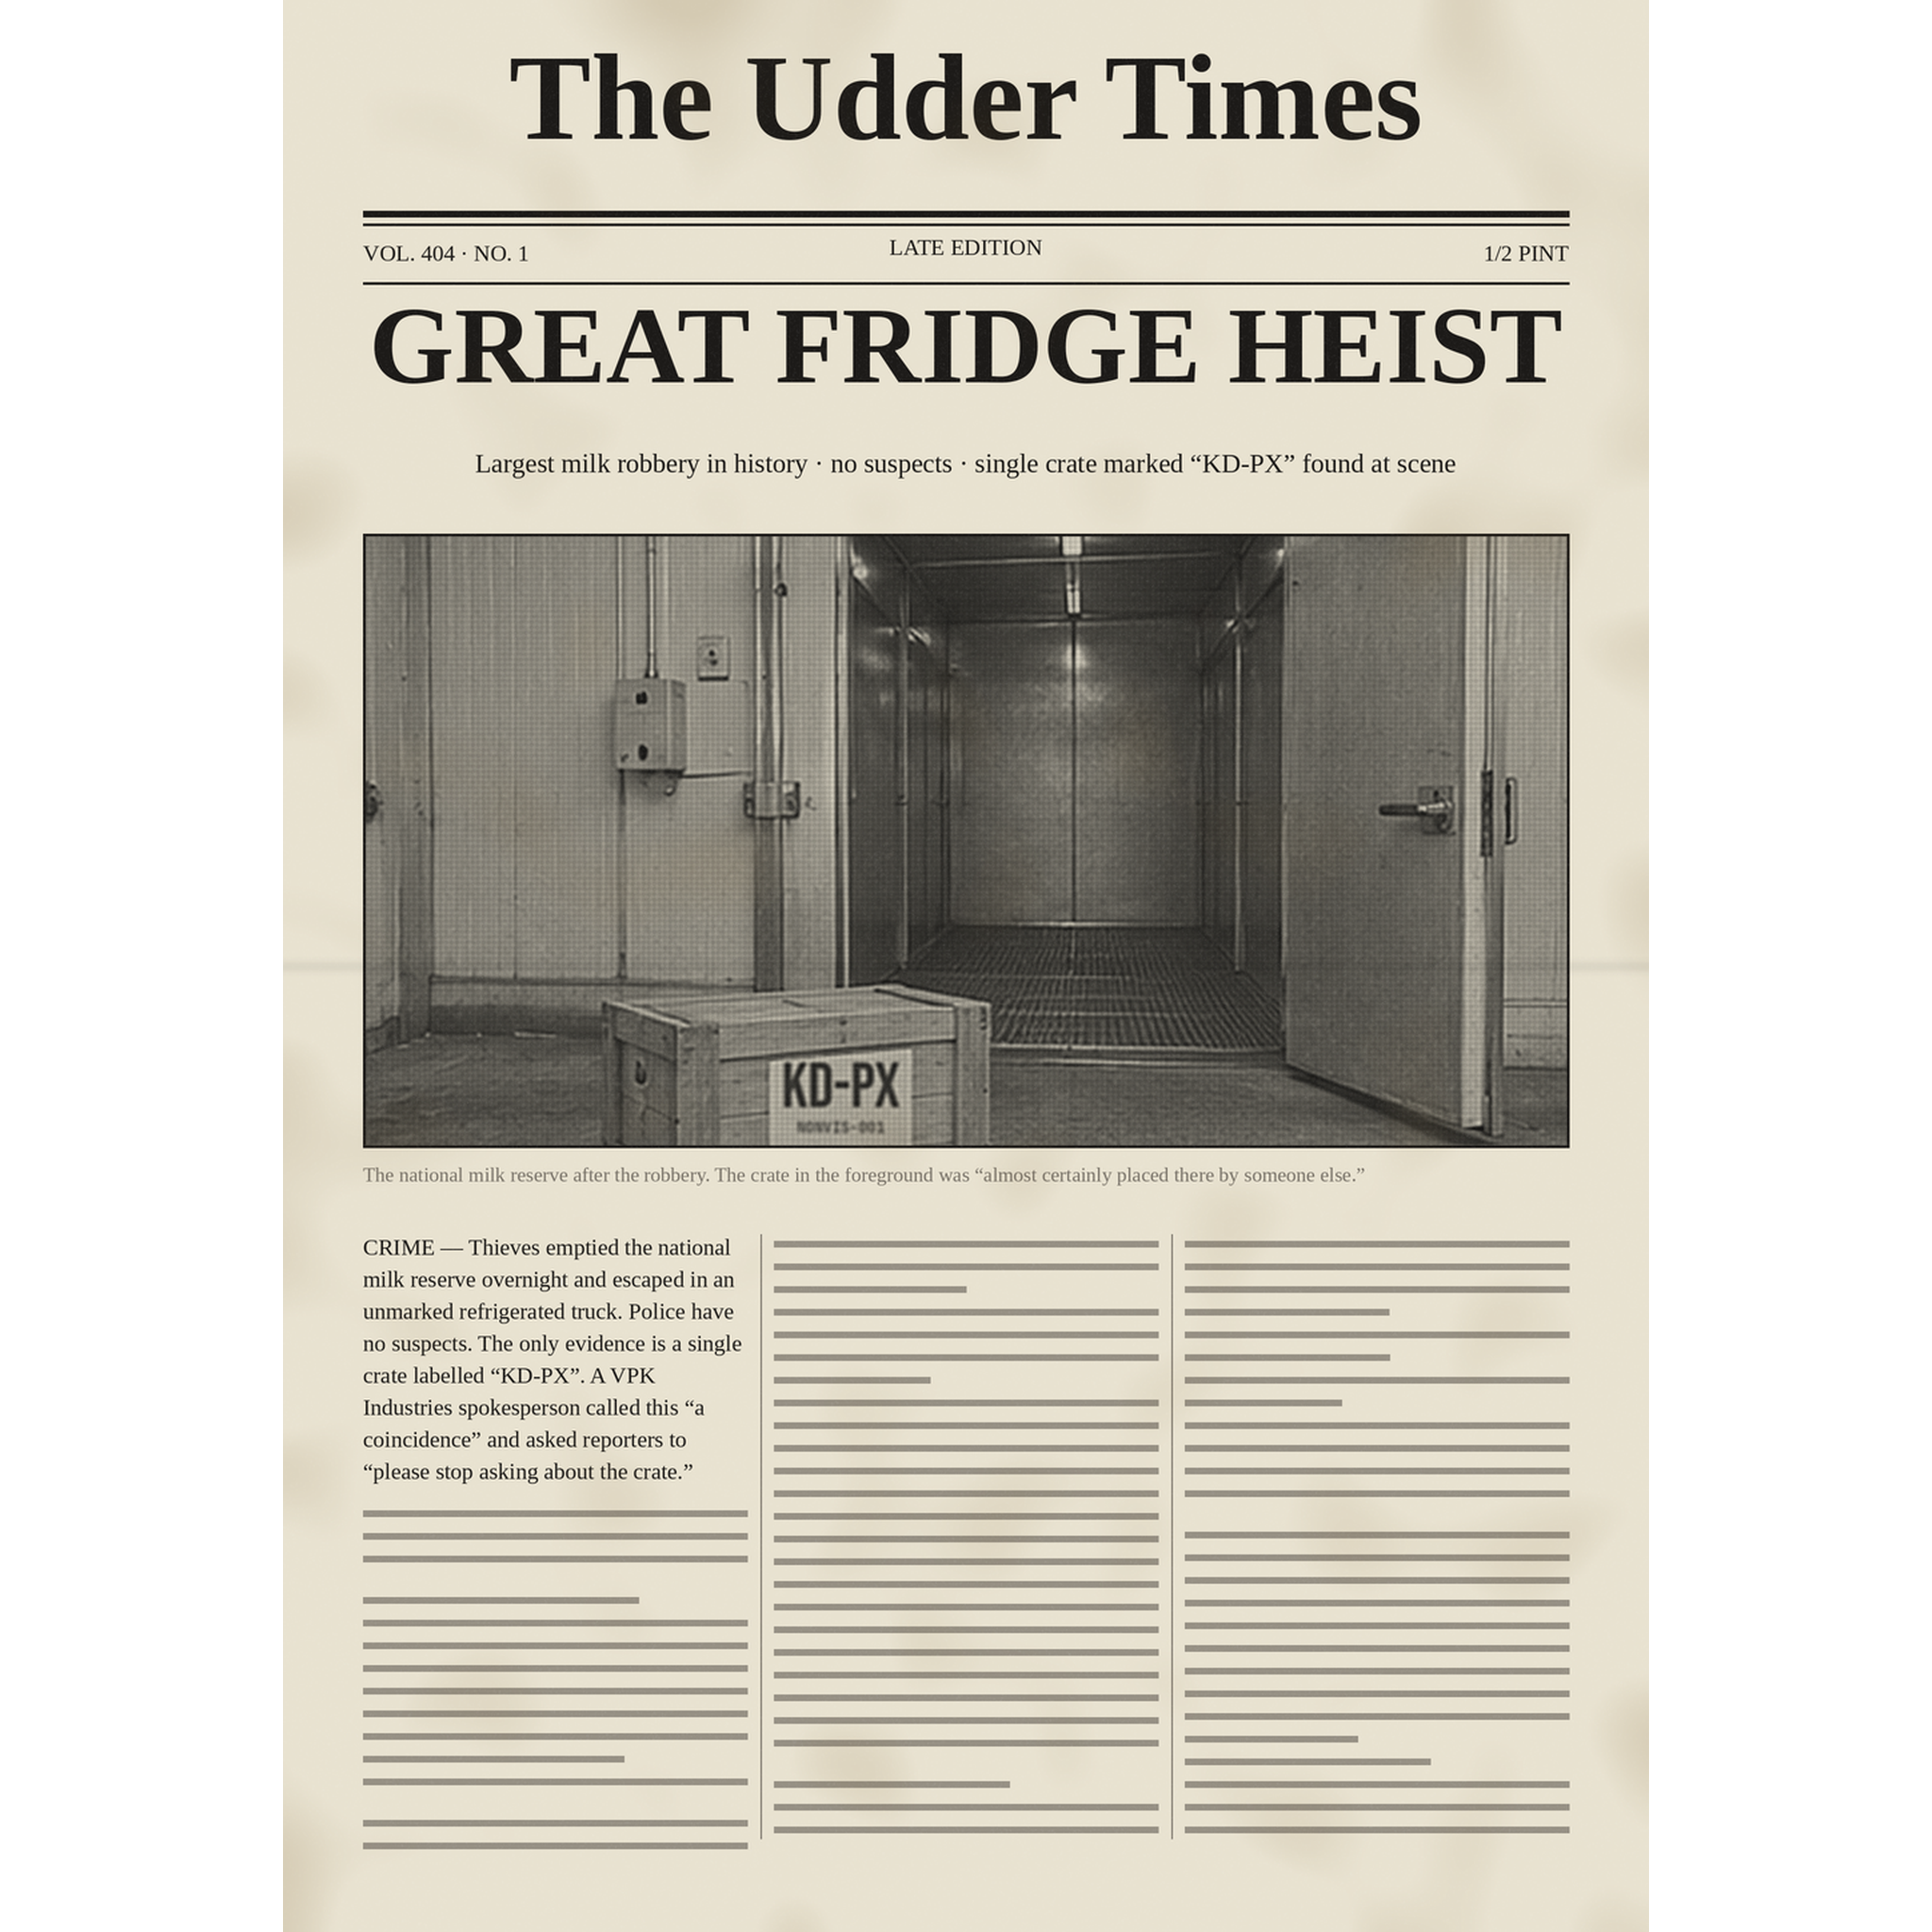 The Udder Times
VOL. 404 · NO. 1
LATE EDITION
1/2 PINT
GREAT FRIDGE HEIST
Largest milk robbery in history · no suspects · single crate marked “KD-PX” found at scene
KD-PX
NONVIS-001
The national milk reserve after the robbery. The crate in the foreground was “almost certainly placed there by someone else.”
CRIME — Thieves emptied the national
milk reserve overnight and escaped in an
unmarked refrigerated truck. Police have
no suspects. The only evidence is a single
crate labelled “KD-PX”. A VPK
Industries spokesperson called this “a
coincidence” and asked reporters to
“please stop asking about the crate.”